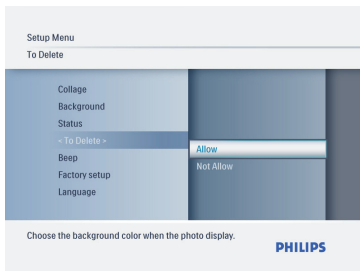 Setup Menu
To Delete
Collage
Background
Status
< To Delete >
Beep
Factory setup
Language
Allow
Not Allow
Choose the background color when the photo display.
PHILIPS